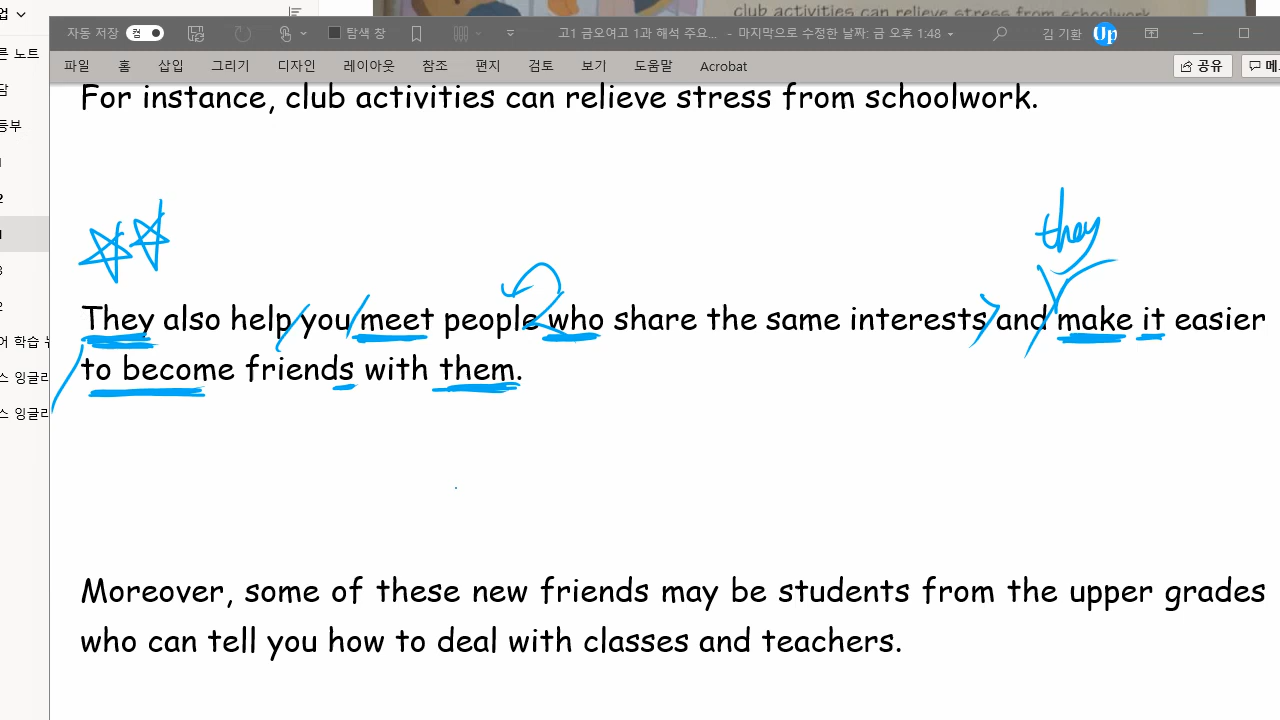 club activities can relieve stress from schoolwork.
자동 저장
탐색 창
고1 금오여고 1과 해석 주요... - 마지막으로 수정한 날짜: 금 오후 1:48
김 기환
Up
파일 홈 삽입 그리기 디자인 레이아웃 참조 편지 검토 보기 도움말 Acrobat
공유
For instance, club activities can relieve stress from schoolwork.
they
They also help you meet people who share the same interests and make it easier
to become friends with them.
Moreover, some of these new friends may be students from the upper grades
who can tell you how to deal with classes and teachers.